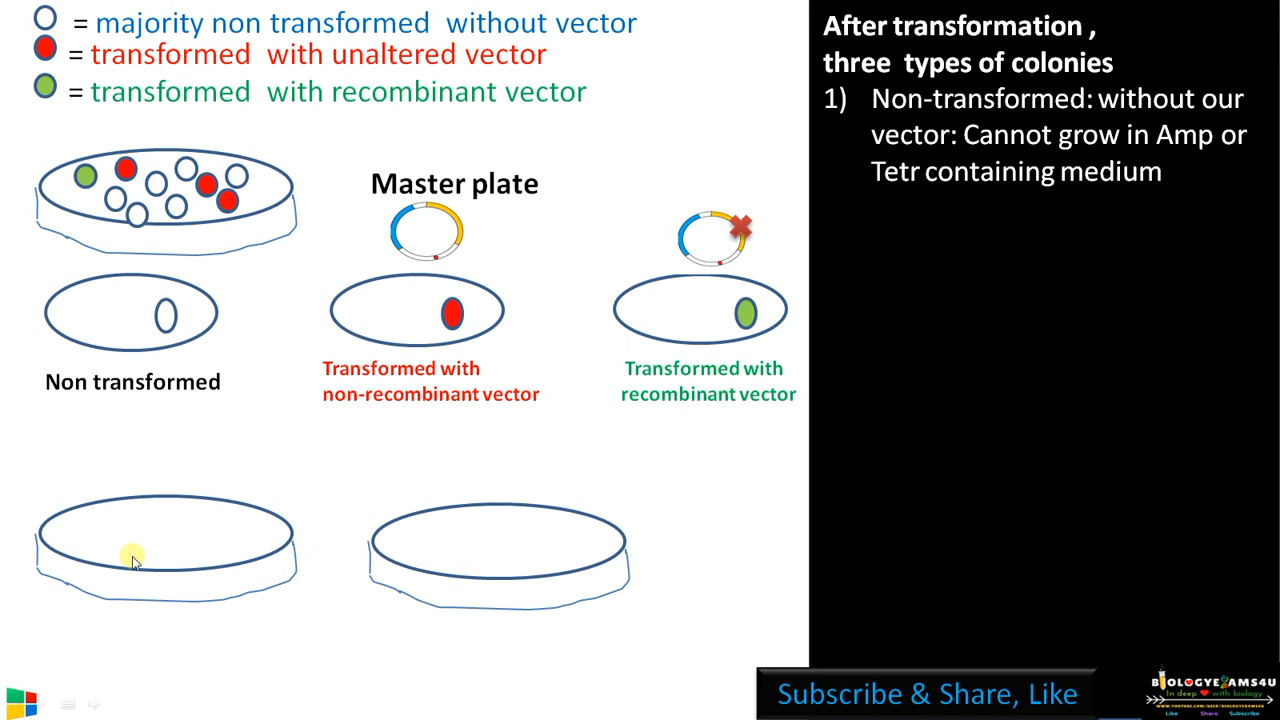 = majority non transformed without vector
= transformed with unaltered vector
= transformed with recombinant vector
Master plate
Non transformed
Transformed with
non-recombinant vector
Transformed with
recombinant vector
After transformation ,
three types of colonies
1) Non-transformed: without our
vector: Cannot grow in Amp or
Tetr containing medium
Subscribe & Share, Like
BIOLOGYEXAMS4U
In deep with biology
WWW.YOUTUBE.COM/USER/BIOLOGYEXAMS4U
Like Share Subscribe